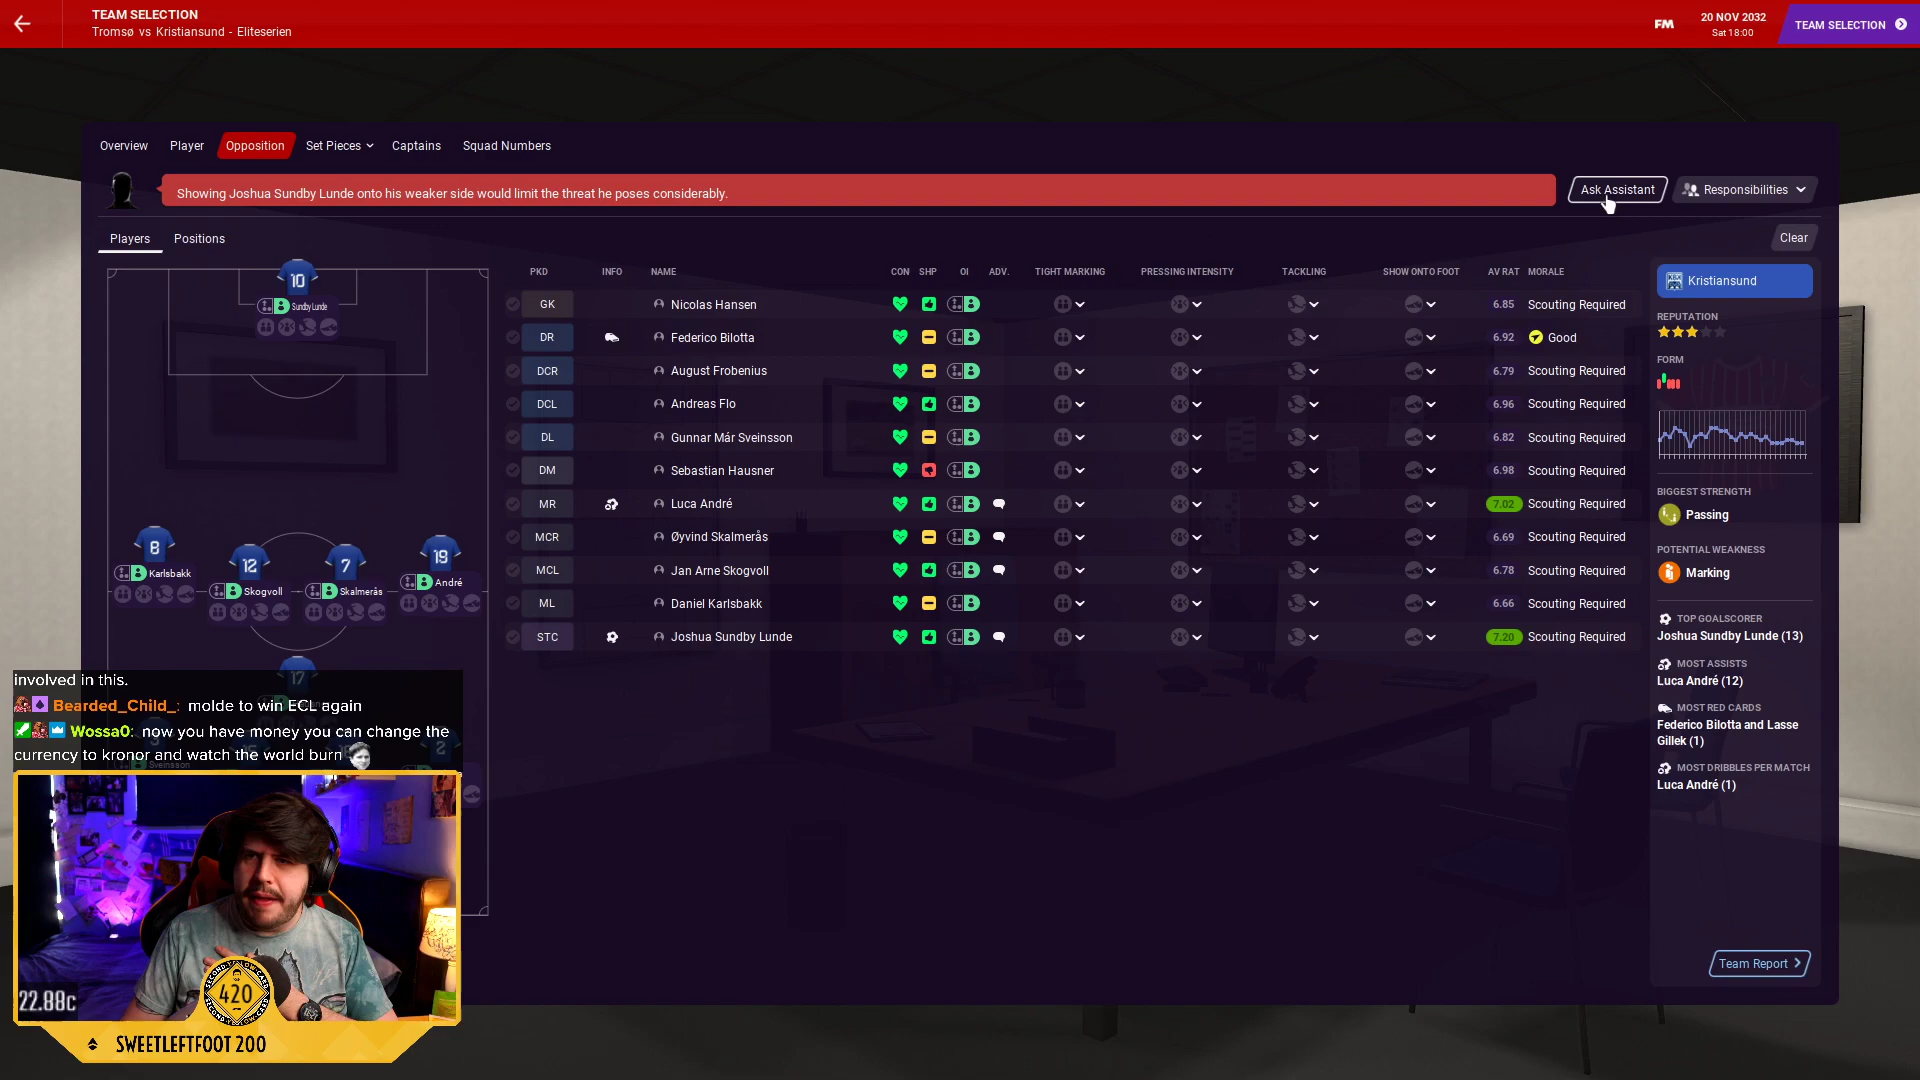 TEAM SELECTION
Tromsø vs Kristiansund - Eliteserien
FM
20 NOV 2032
Sat 18:00
TEAM SELECTION
Overview
Player
Opposition
Set Pieces
Captains
Squad Numbers
Showing Joshua Sundby Lunde onto his weaker side would limit the threat he poses considerably.
Ask Assistant
Responsibilities
Players
Positions
Clear
10
Sundby Lunde
8
Karlsbakk
12
Skogvoll
7
Skalmerås
19
André
17
2
Sveinsson
PKD INFO NAME CON SHP OI ADV. TIGHT MARKING PRESSING INTENSITY TACKLING SHOW ONTO FOOT AV RAT MORALE
GK Nicolas Hansen 6.85 Scouting Required
DR Federico Bilotta 6.92 Good
DCR August Frobenius 6.79 Scouting Required
DCL Andreas Flo 6.96 Scouting Required
DL Gunnar Már Sveinsson 6.82 Scouting Required
DM Sebastian Hausner 6.98 Scouting Required
MR Luca André 7.02 Scouting Required
MCR Øyvind Skalmerås 6.69 Scouting Required
MCL Jan Arne Skogvoll 6.78 Scouting Required
ML Daniel Karlsbakk 6.66 Scouting Required
STC Joshua Sundby Lunde 7.20 Scouting Required
Kristiansund
REPUTATION
FORM
BIGGEST STRENGTH
Passing
POTENTIAL WEAKNESS
Marking
TOP GOALSCORER
Joshua Sundby Lunde (13)
MOST ASSISTS
Luca André (12)
MOST RED CARDS
Federico Bilotta and Lasse
Gillek (1)
MOST DRIBBLES PER MATCH
Luca André (1)
Team Report
involved in this.
Bearded_Child_: molde to win ECL again
Wossa0: now you have money you can change the
currency to kronor and watch the world burn
22.88c
SECOND YELLOW CARD
420
SWEETLEFTFOOT 200